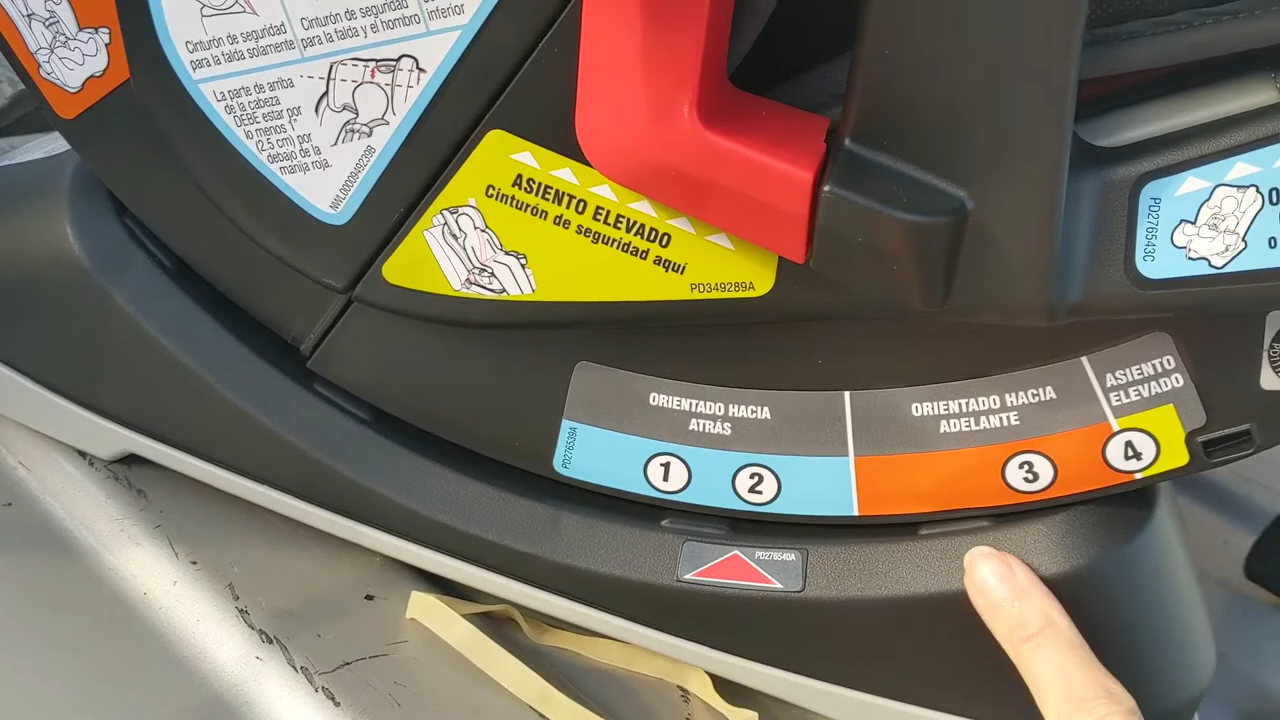 Cinturón de seguridad
para la falda solamente
Cinturón de seguridad
para la falda y el hombro
inferior
La parte de arriba
de la cabeza
DEBE estar por
lo menos 1"
(2.5 cm) por
debajo de la
manija roja.
NWL0000949239B
ASIENTO ELEVADO
Cinturón de seguridad aquí
PD349289A
PD276543C
ORIENTADO HACIA
ATRÁS
ORIENTADO HACIA
ADELANTE
ASIENTO
ELEVADO
PD276539A
1
2
3
4
PD276540A